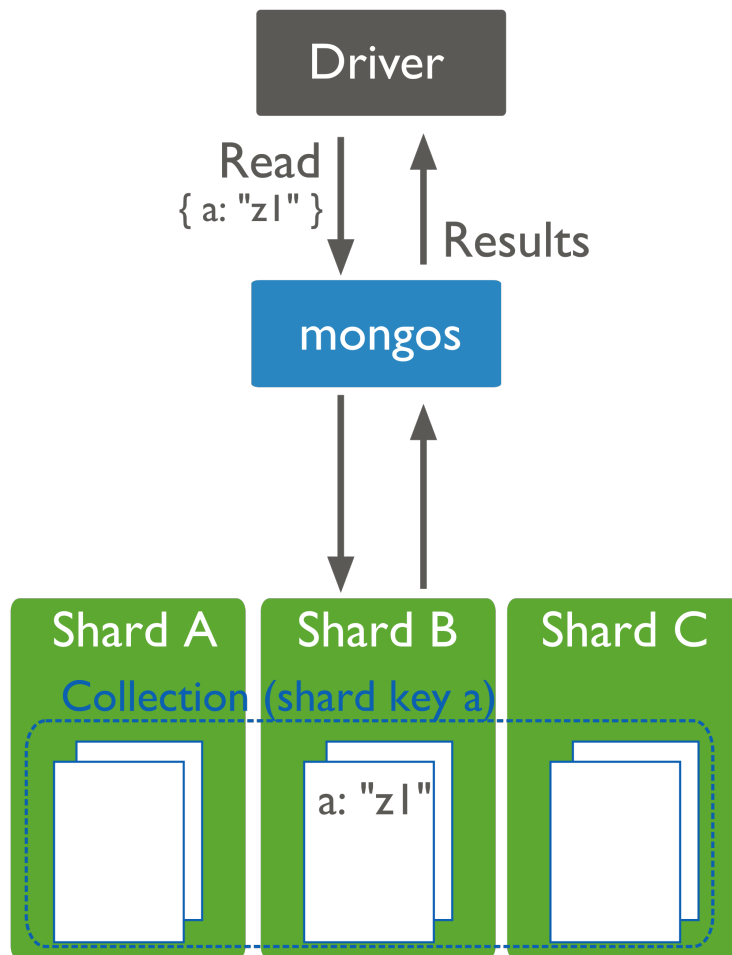 Driver
Read
{ a: "z1" }
Results
mongos
Shard A
Shard B
Shard C
Collection (shard key a)
a: "z1"